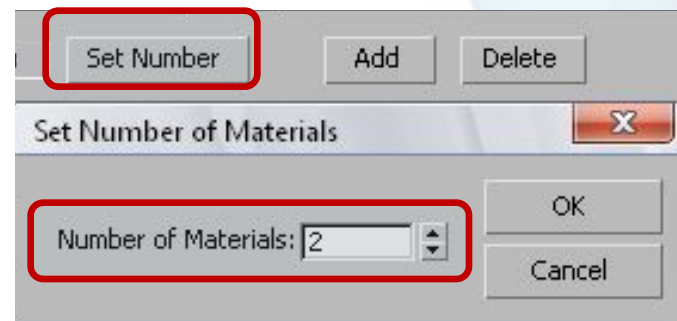 Set Number Add Delete
Set Number of Materials
Number of Materials: 2
OK
Cancel